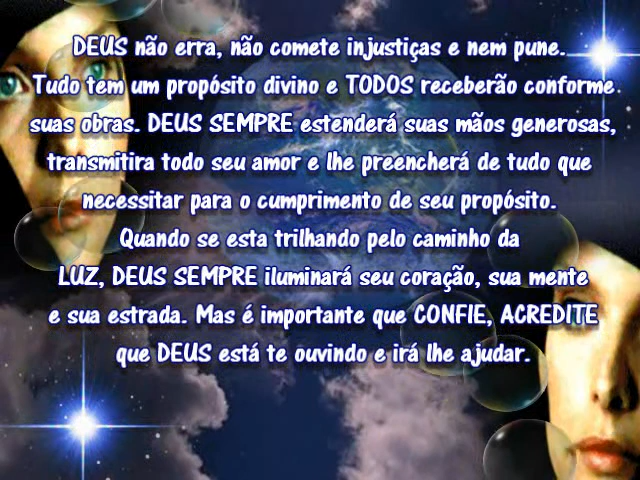 DEUS não erra, não comete injustiças e nem pune.
Tudo tem um propósito divino e TODOS receberão conforme
suas obras. DEUS SEMPRE estenderá suas mãos generosas,
transmitira todo seu amor e lhe preencherá de tudo que
necessitar para o cumprimento de seu propósito.
Quando se esta trilhando pelo caminho da
LUZ, DEUS SEMPRE iluminará seu coração, sua mente
e sua estrada. Mas é importante que CONFIE, ACREDITE
que DEUS está te ouvindo e irá lhe ajudar.